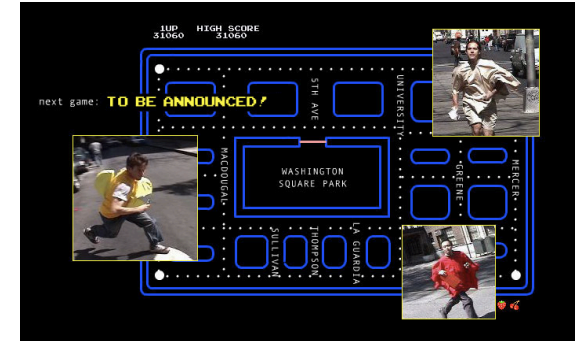 1UP HIGH SCORE
31060 31060
next game: TO BE ANNOUNCED!
5TH AVE
UNIVERSITY
MACDOUGAL
WASHINGTON
SQUARE PARK
GREENE
MERCER
SULLIVAN
THOMPSON
LA GUARDIA